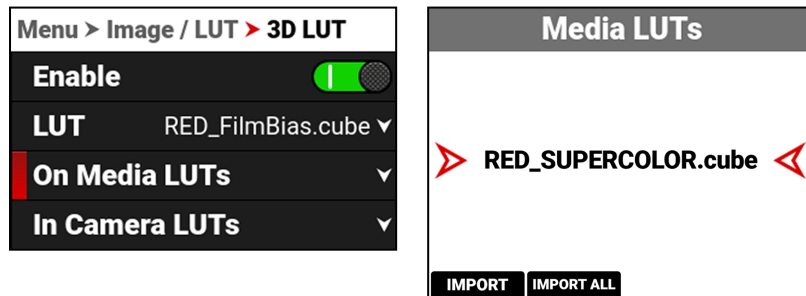 Menu > Image / LUT > 3D LUT
Enable
LUT RED_FilmBias.cube
On Media LUTs
In Camera LUTs
Media LUTs
RED_SUPERCOLOR.cube
IMPORT IMPORT ALL